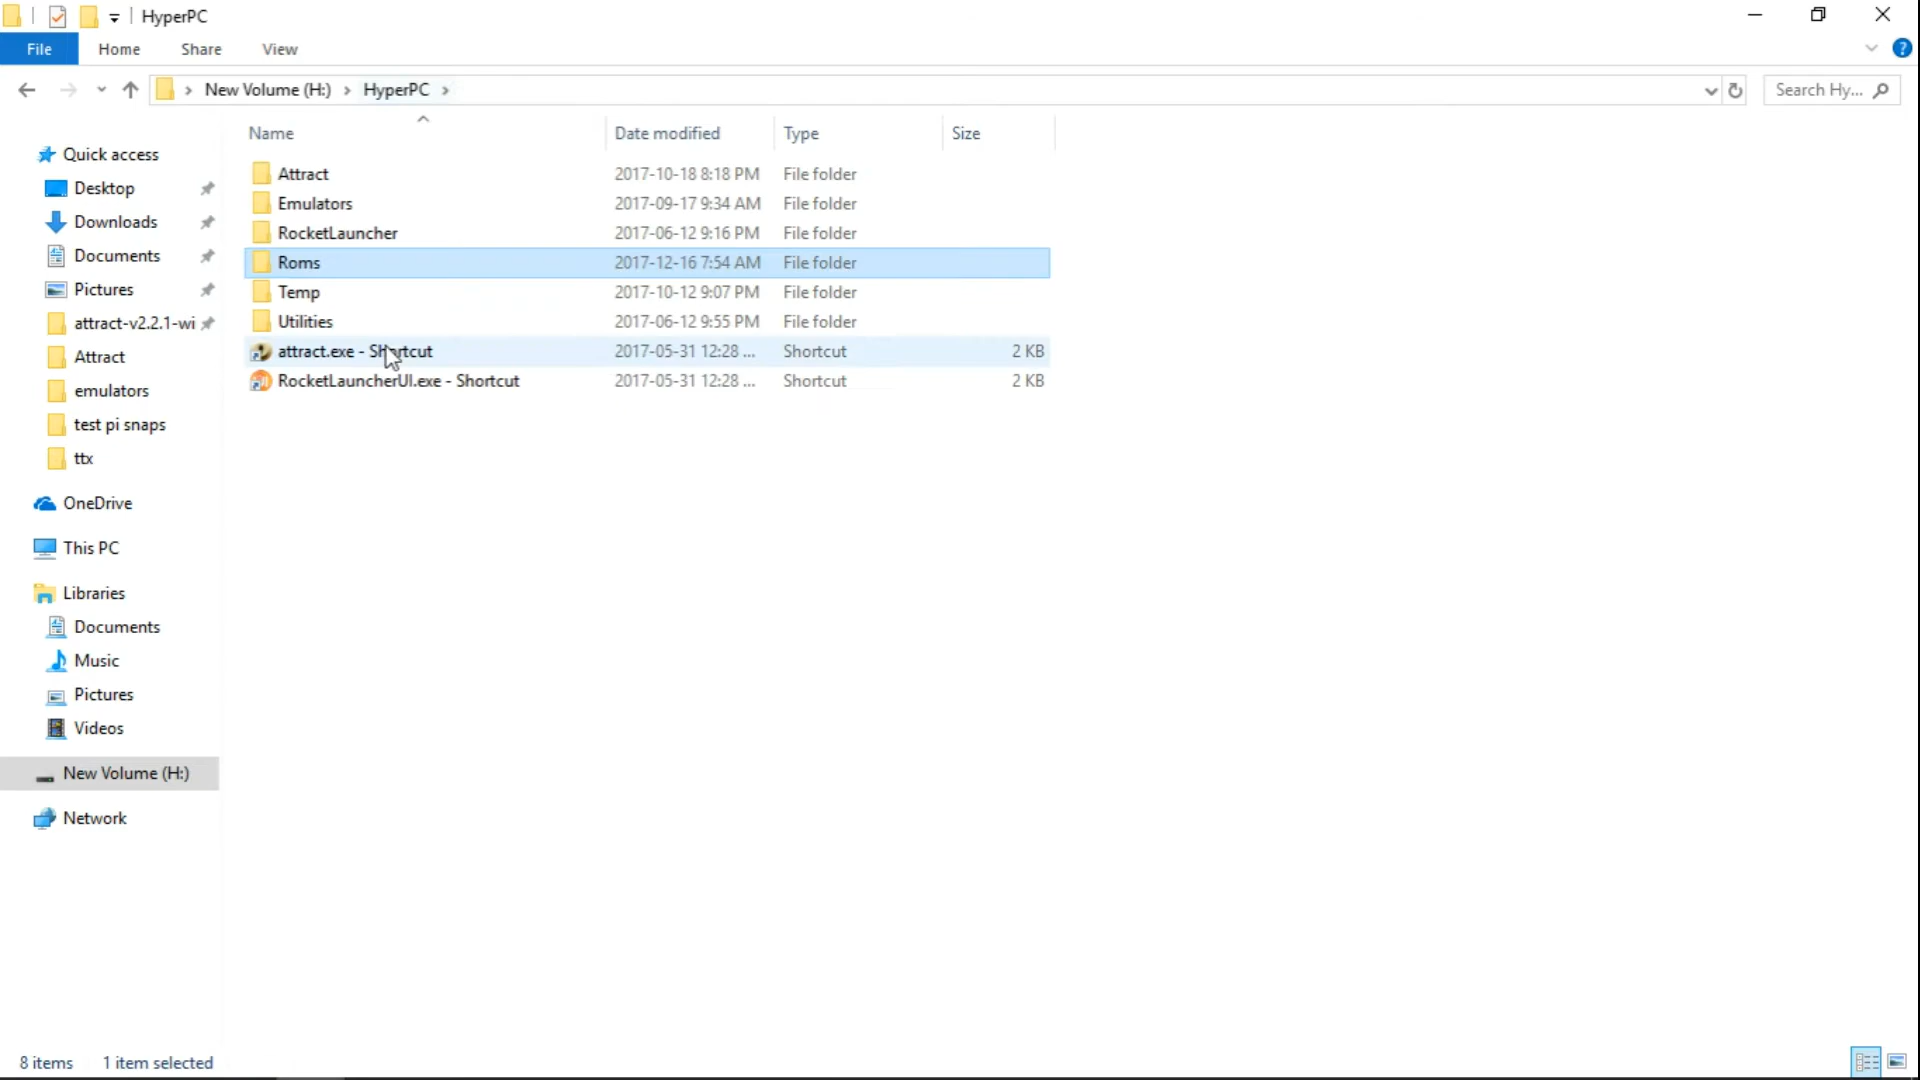 HyperPC
File Home Share View
New Volume (H:) HyperPC Search Hy...
Name Date modified Type Size
Quick access
Desktop
Downloads
Documents
Pictures
attract-v2.2.1-wi
Attract
emulators
test pi snaps
ttx
OneDrive
This PC
Libraries
Documents
Music
Pictures
Videos
New Volume (H:)
Network
Attract 2017-10-18 8:18 PM File folder
Emulators 2017-09-17 9:34 AM File folder
RocketLauncher 2017-06-12 9:16 PM File folder
Roms 2017-12-16 7:54 AM File folder
Temp 2017-10-12 9:07 PM File folder
Utilities 2017-06-12 9:55 PM File folder
attract.exe - Shortcut 2017-05-31 12:28 ... Shortcut 2 KB
RocketLauncherUI.exe - Shortcut 2017-05-31 12:28 ... Shortcut 2 KB
8 items 1 item selected